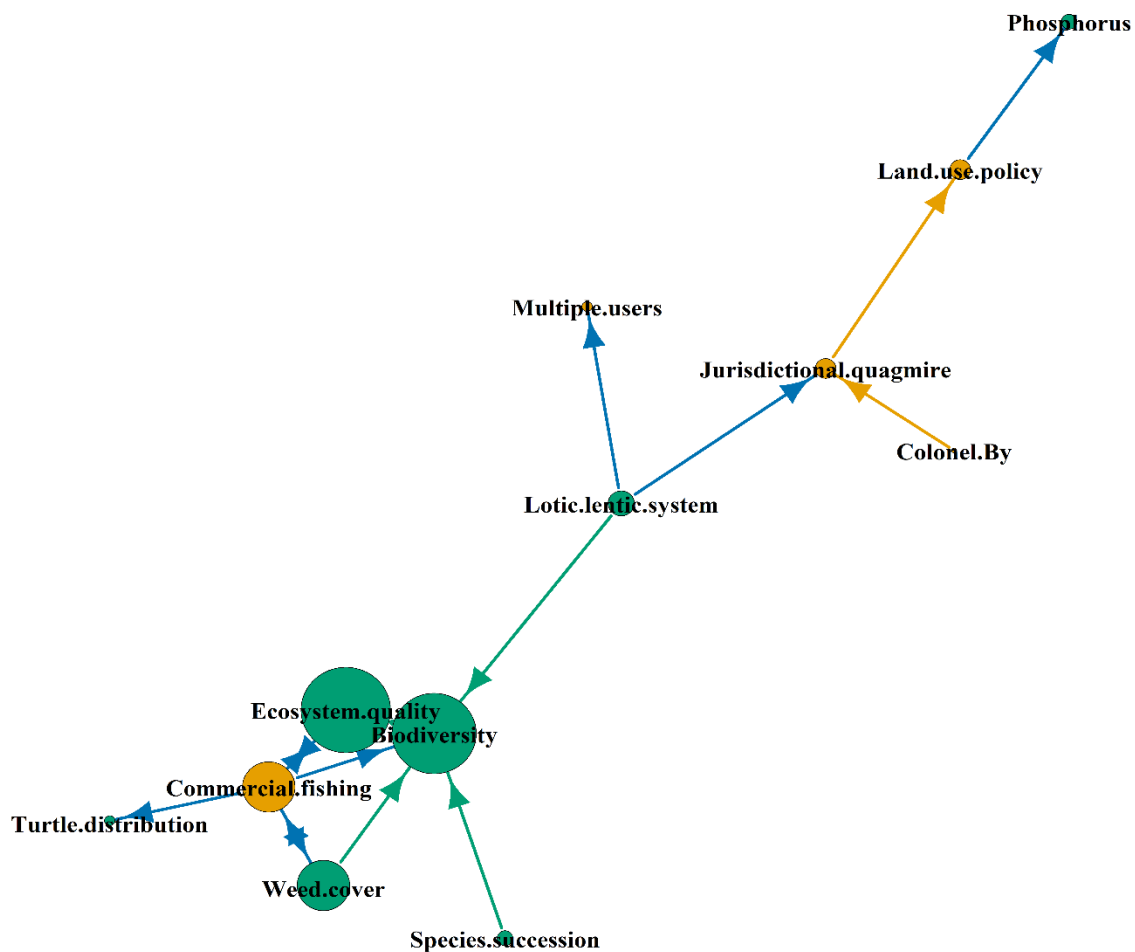 Phosphorus
Land.use.policy
Multiple.users
Jurisdictional.quagmire
Colonel.By
Lotic.lentic.system
Ecosystem.quality
Biodiversity
Commercial.fishing
Turtle.distribution
Weed.cover
Species.succession